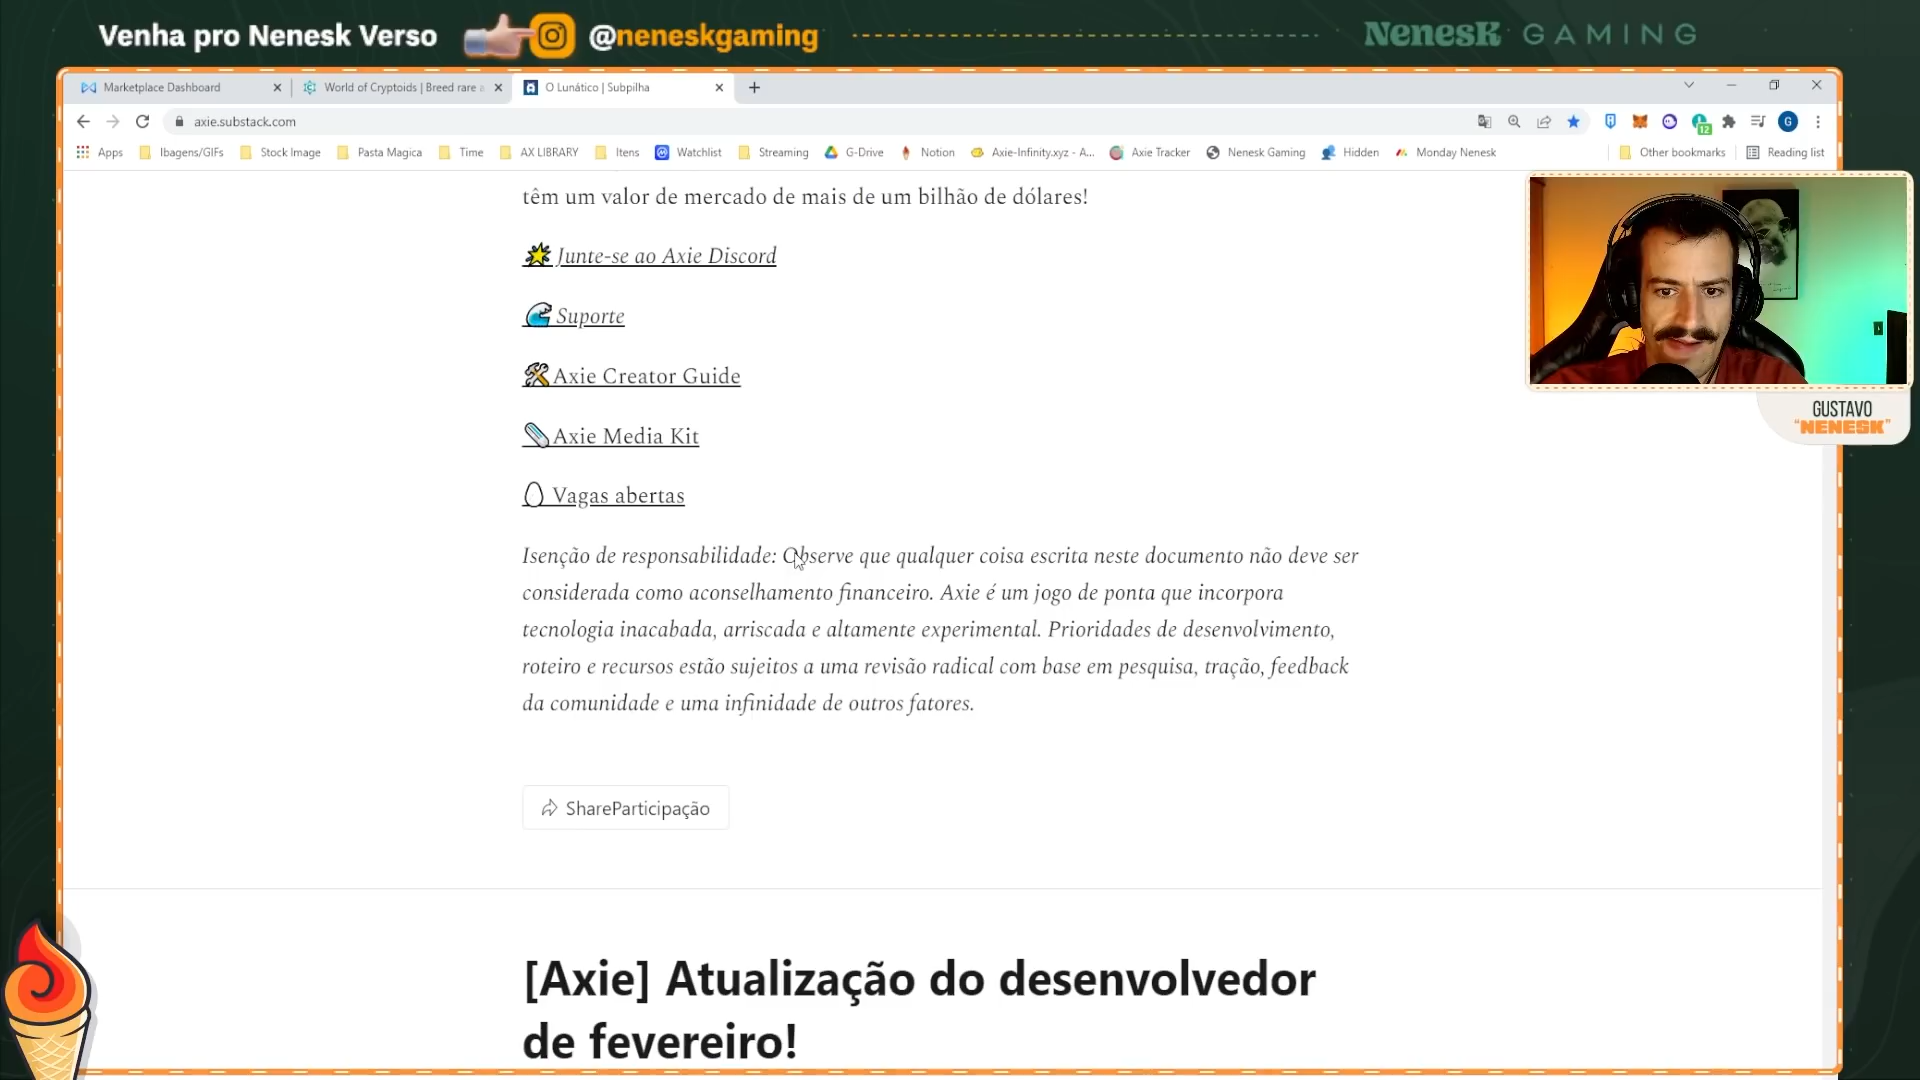 Venha pro Nenesk Verso
@neneskgaming
NenesK GAMING
Marketplace Dashboard
World of Cryptoids | Breed rare a
O Lunático | Subpilha
axie.substack.com
12
G
Apps
Ibagens/GIFs
Stock Image
Pasta Magica
Time
AX LIBRARY
Itens
Watchlist
Streaming
G-Drive
Notion
Axie-Infinity.xyz - A...
Axie Tracker
Nenesk Gaming
Hidden
Monday Nenesk
Other bookmarks
Reading list
têm um valor de mercado de mais de um bilhão de dólares!
Junte-se ao Axie Discord
Suporte
Axie Creator Guide
Axie Media Kit
Vagas abertas
GUSTAVO
"NENESK"
Isenção de responsabilidade: Observe que qualquer coisa escrita neste documento não deve ser
considerada como aconselhamento financeiro. Axie é um jogo de ponta que incorpora
tecnologia inacabada, arriscada e altamente experimental. Prioridades de desenvolvimento,
roteiro e recursos estão sujeitos a uma revisão radical com base em pesquisa, tração, feedback
da comunidade e uma infinidade de outros fatores.
ShareParticipação
[Axie] Atualização do desenvolvedor
de fevereiro!